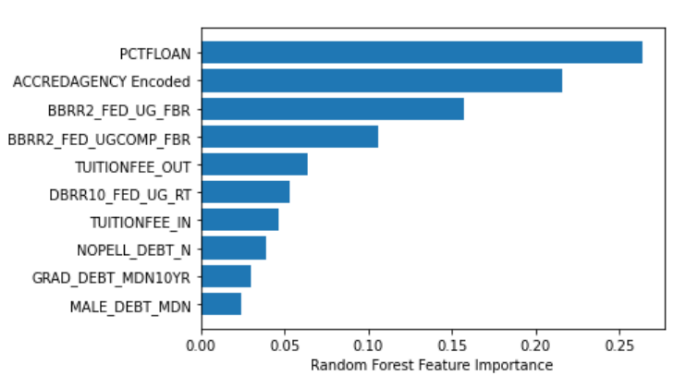 PCTFLOAN
ACCREDAGENCY Encoded
BBRR2_FED_UG_FBR
BBRR2_FED_UGCOMP_FBR
TUITIONFEE_OUT
DBRR10_FED_UG_RT
TUITIONFEE_IN
NOPELL_DEBT_N
GRAD_DEBT_MDN10YR
MALE_DEBT_MDN
0.00 0.05 0.10 0.15 0.20 0.25
Random Forest Feature Importance